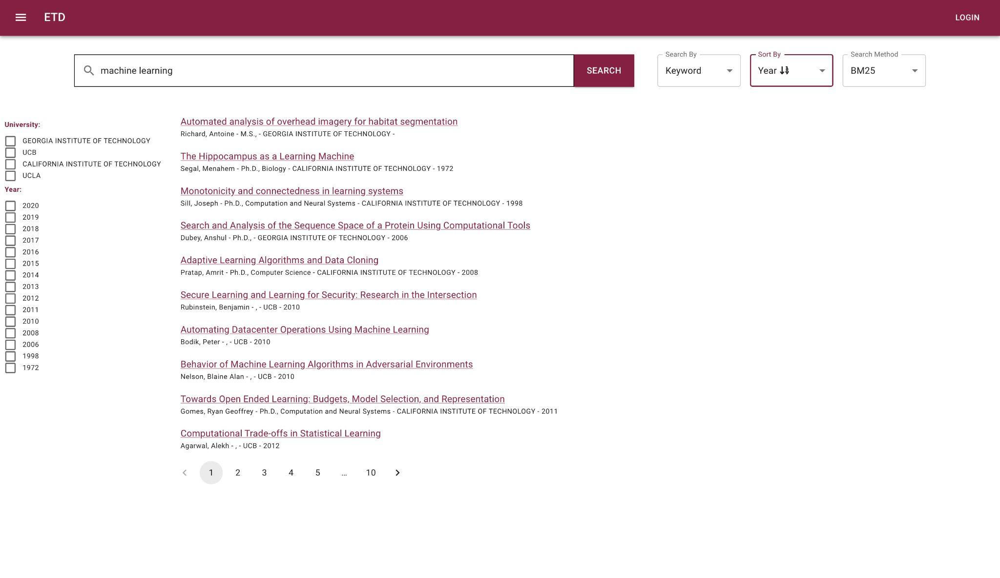 ETD
LOGIN
machine learning
SEARCH
Search By
Keyword
Sort By
Year
Search Method
BM25
University:
GEORGIA INSTITUTE OF TECHNOLOGY
UCB
CALIFORNIA INSTITUTE OF TECHNOLOGY
UCLA
Year:
2020
2019
2018
2017
2016
2015
2014
2013
2012
2011
2010
2008
2006
1998
1972
Automated analysis of overhead imagery for habitat segmentation
Richard, Antoine - M.S., - GEORGIA INSTITUTE OF TECHNOLOGY -
The Hippocampus as a Learning Machine
Segal, Menahem - Ph.D., Biology - CALIFORNIA INSTITUTE OF TECHNOLOGY - 1972
Monotonicity and connectedness in learning systems
Sill, Joseph - Ph.D., Computation and Neural Systems - CALIFORNIA INSTITUTE OF TECHNOLOGY - 1998
Search and Analysis of the Sequence Space of a Protein Using Computational Tools
Dubey, Anshul - Ph.D., - GEORGIA INSTITUTE OF TECHNOLOGY - 2006
Adaptive Learning Algorithms and Data Cloning
Pratap, Amrit - Ph.D., Computer Science - CALIFORNIA INSTITUTE OF TECHNOLOGY - 2008
Secure Learning and Learning for Security: Research in the Intersection
Rubinstein, Benjamin - , - UCB - 2010
Automating Datacenter Operations Using Machine Learning
Bodik, Peter - , - UCB - 2010
Behavior of Machine Learning Algorithms in Adversarial Environments
Nelson, Blaine Alan - , - UCB - 2010
Towards Open Ended Learning: Budgets, Model Selection, and Representation
Gomes, Ryan Geoffrey - Ph.D., Computation and Neural Systems - CALIFORNIA INSTITUTE OF TECHNOLOGY - 2011
Computational Trade-offs in Statistical Learning
Agarwal, Alekh - , - UCB - 2012
1 2 3 4 5 … 10